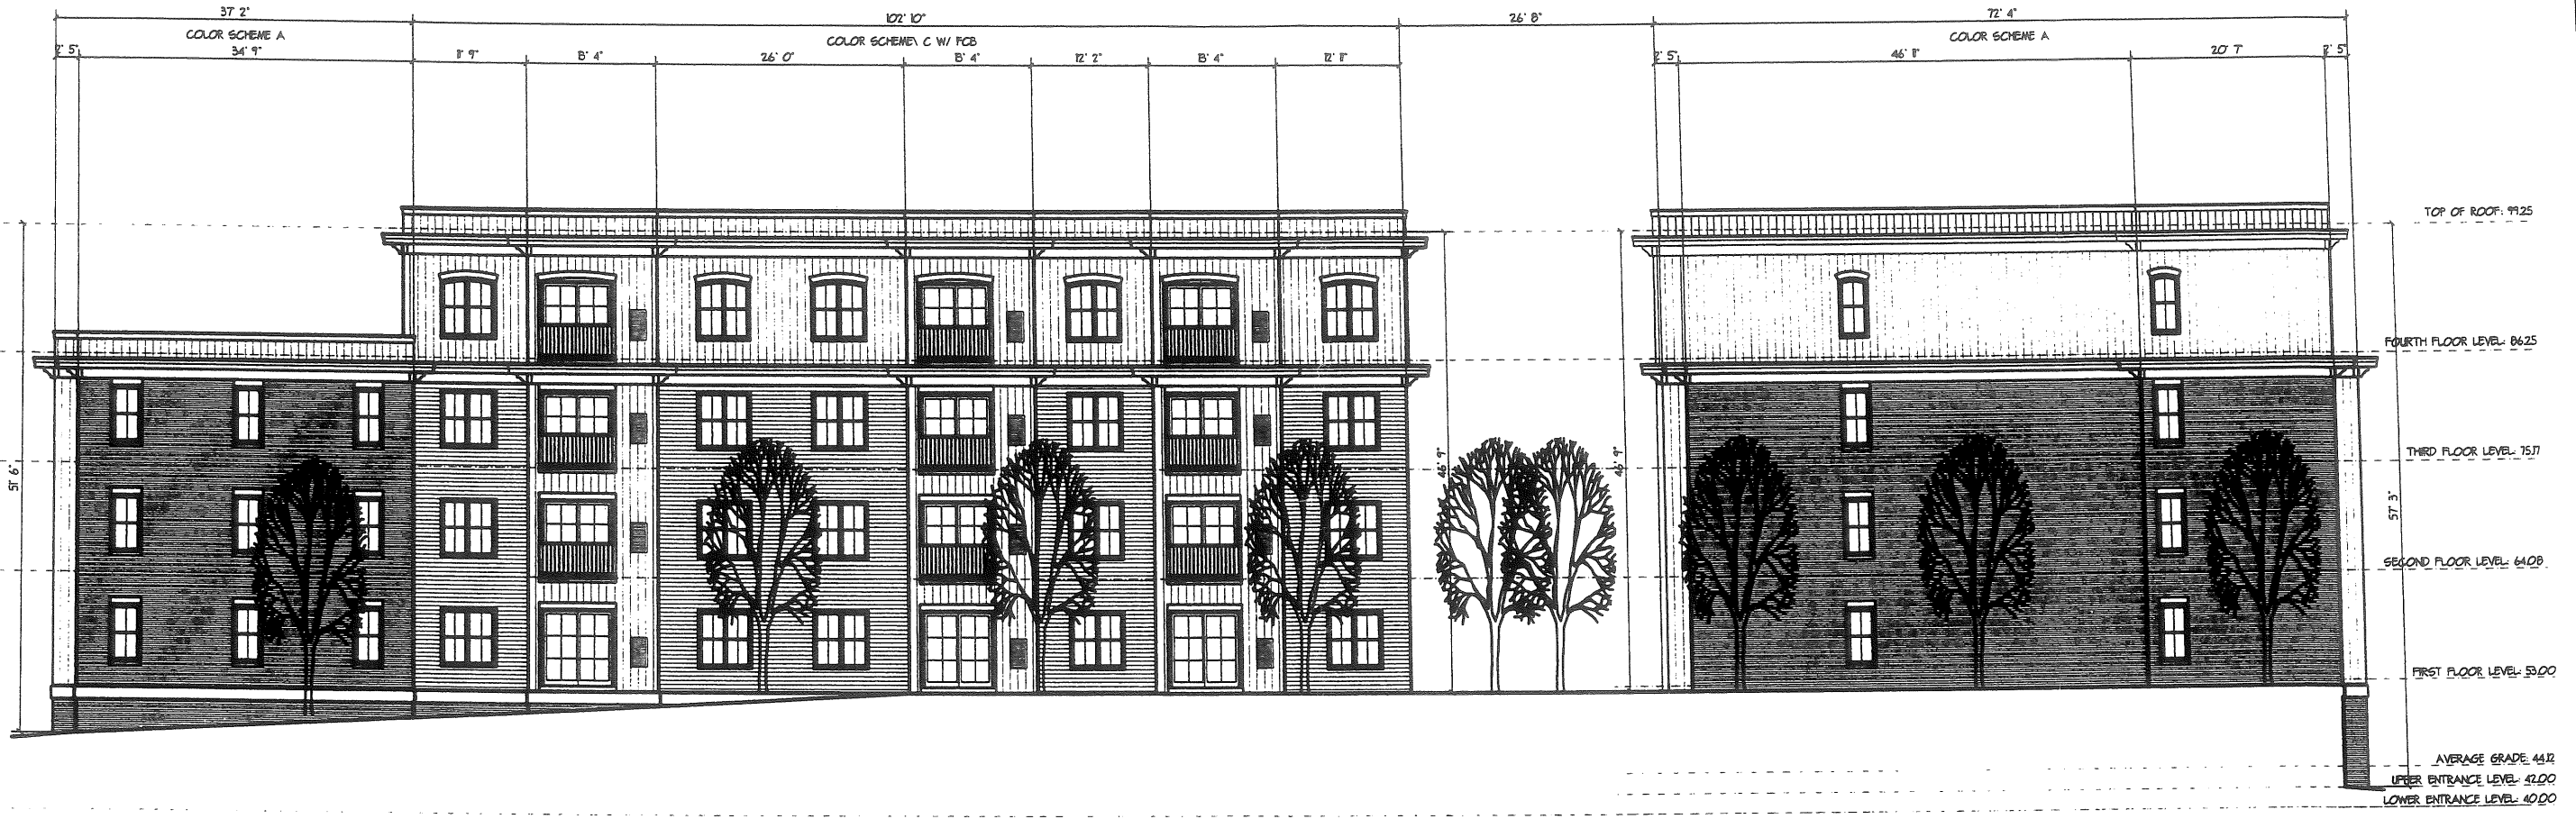 37' 2"
102' 10"
26' 8"
72' 4"
COLOR SCHEME A
COLOR SCHEME\ C W/ FCB
COLOR SCHEME A
2' 5"
34' 9"
11' 9"
13' 4"
26' 0"
13' 4"
12' 2"
13' 4"
12' 11"
2' 5"
46' 11"
20' 7"
2' 5"
TOP OF ROOF: 99.25
FOURTH FLOOR LEVEL: 86.25
THIRD FLOOR LEVEL: 75.17
51' 6"
46' 9"
46' 9"
57' 3"
SECOND FLOOR LEVEL: 64.08
FIRST FLOOR LEVEL: 53.00
AVERAGE GRADE: 44.12
UPPER ENTRANCE LEVEL: 42.00
LOWER ENTRANCE LEVEL: 40.00